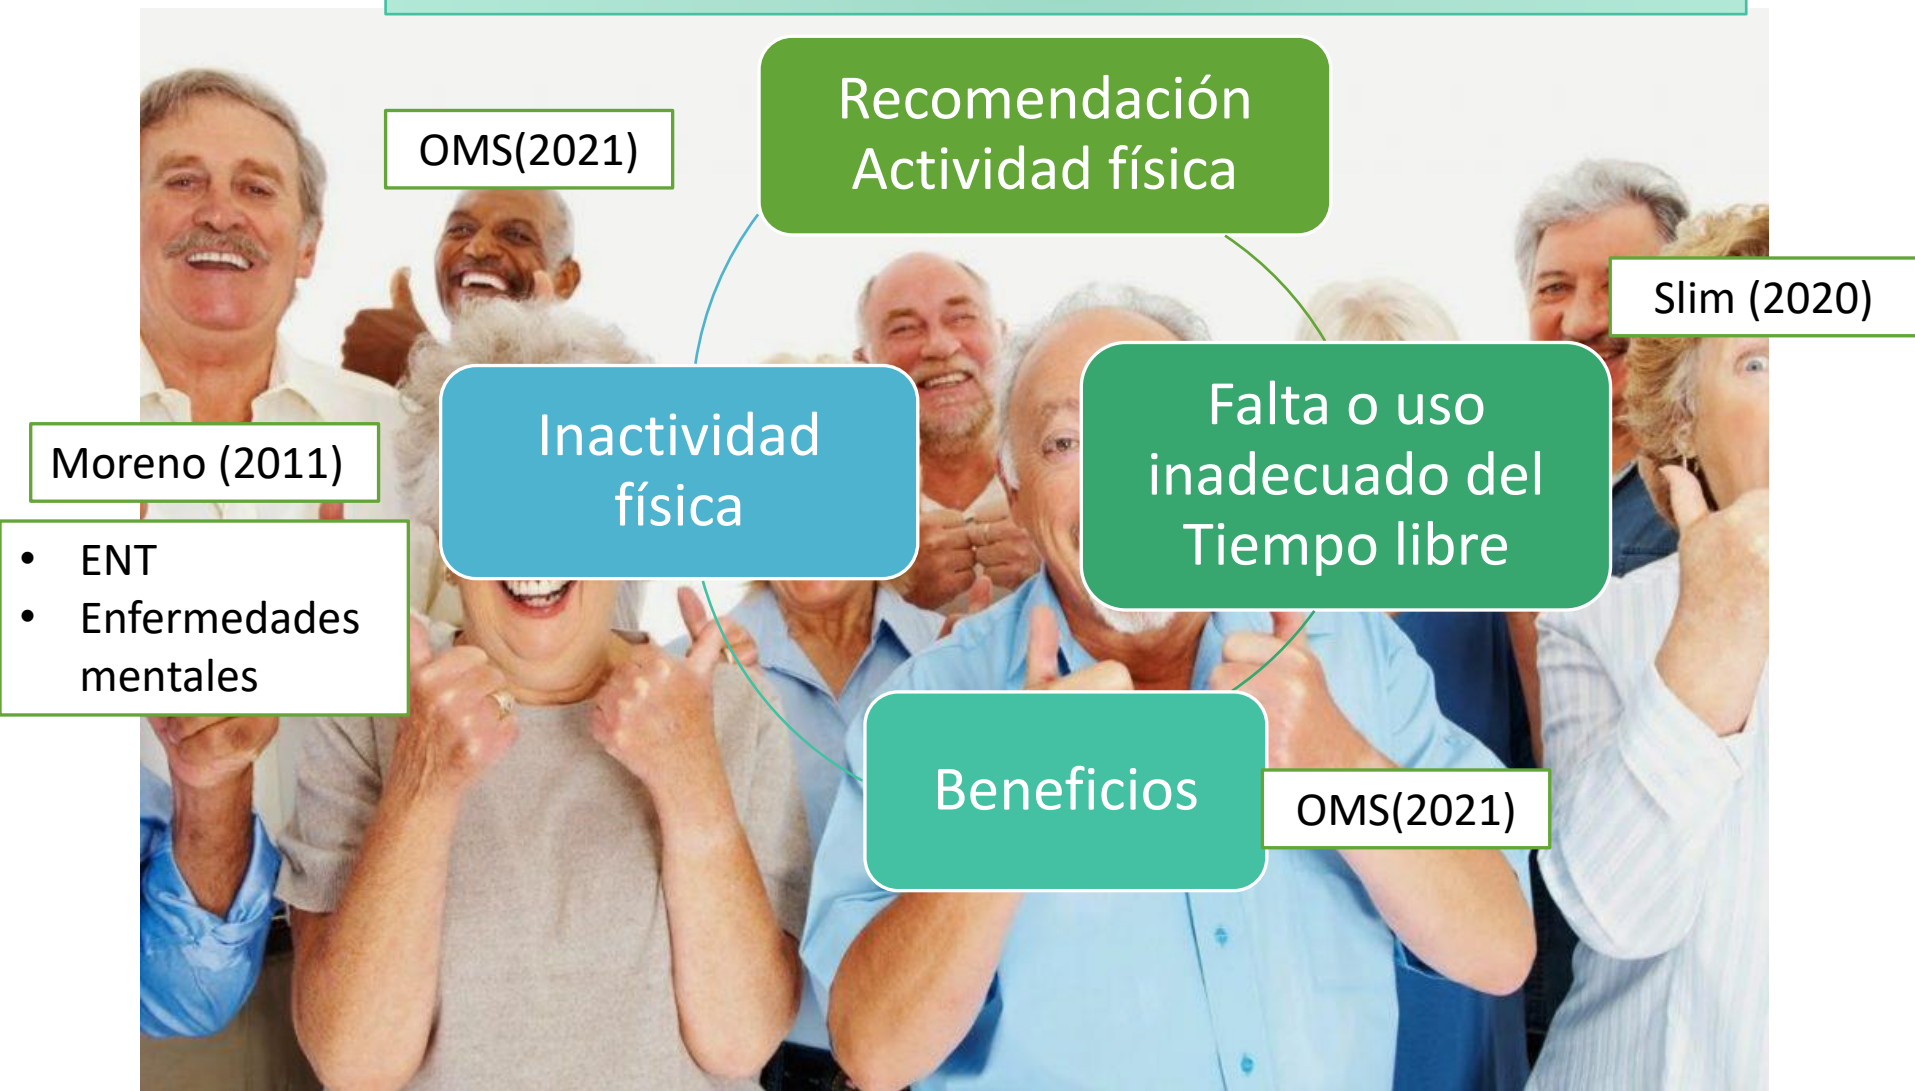 Recomendación
Actividad física
OMS(2021)
Slim (2020)
Falta o uso
inadecuado del
Tiempo libre
Inactividad
física
Moreno (2011)
• ENT
• Enfermedades
mentales
Beneficios
OMS(2021)